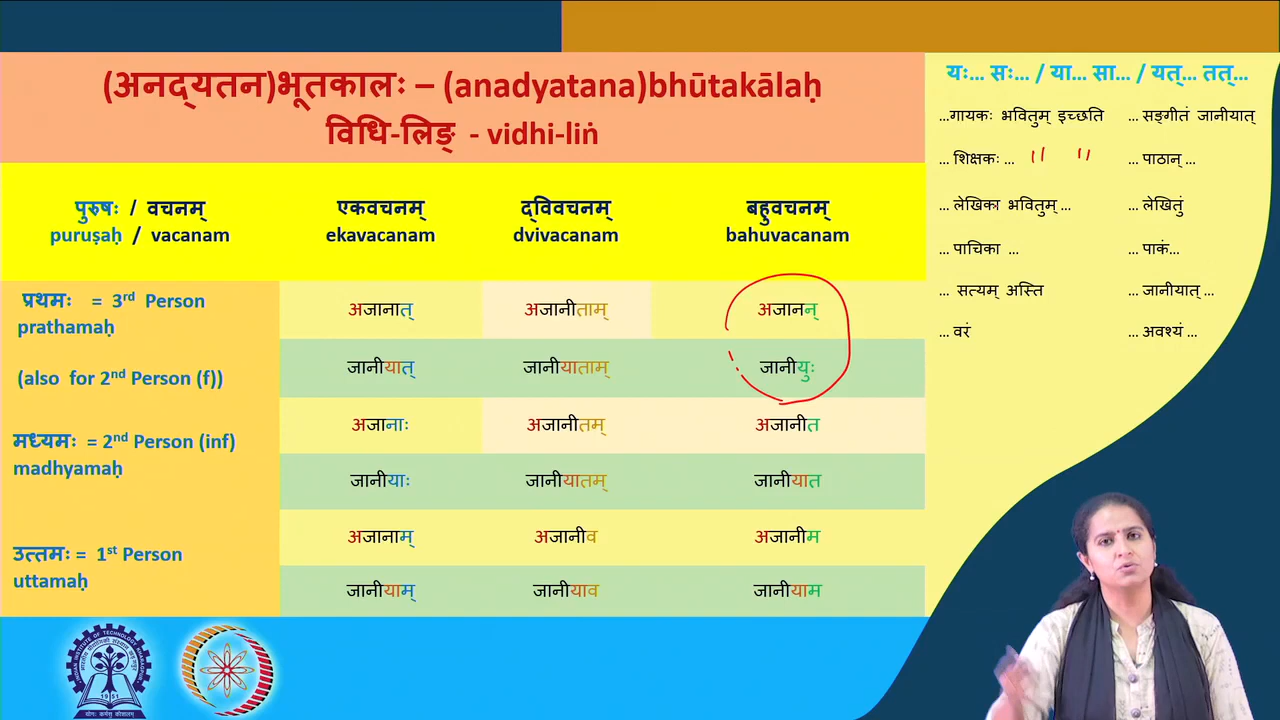 (अनद्यतन)भूतकालः – (anadyatana)bhūtakālaḥ
विधि-लिङ् - vidhi-liṅ
पुरुषः / वचनम् एकवचनम् द्विवचनम् बहुवचनम्
puruṣaḥ / vacanam ekavacanam dvivacanam bahuvacanam
प्रथमः = 3rd Person
prathamaḥ
(also for 2nd Person (f))
अजानात् अजानीताम् अजानन्
जानीयात् जानीयाताम् जानीयुः
मध्यमः = 2nd Person (inf)
madhyamaḥ
अजानाः अजानीतम् अजानीत
जानीयाः जानीयातम् जानीयात
उत्तमः = 1st Person
uttamaḥ
अजानाम् अजानीव अजानीम
जानीयाम् जानीयाव जानीयाम
यः... सः... / या... सा... / यत्... तत्...
...गायकः भवितुम् इच्छति ... सङ्गीतं जानीयात्
... शिक्षकः ... ... पाठान् ...
... लेखिका भवितुम् ... ... लेखितुं
... पाचिका ... ... पाकं...
... सत्यम् अस्ति ... जानीयात् ...
... वरं ... अवश्यं ...
1951